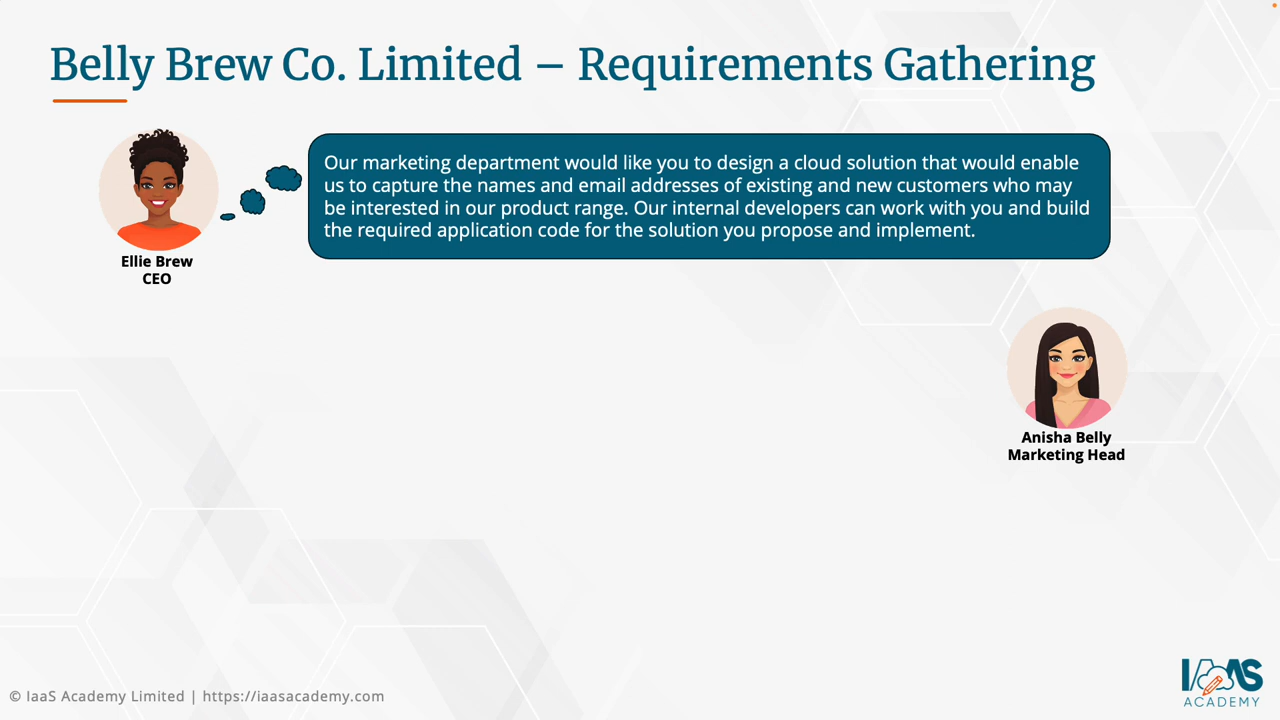 Belly Brew Co. Limited – Requirements Gathering
Our marketing department would like you to design a cloud solution that would enable
us to capture the names and email addresses of existing and new customers who may
be interested in our product range. Our internal developers can work with you and build
the required application code for the solution you propose and implement.
Ellie Brew
CEO
Anisha Belly
Marketing Head
© IaaS Academy Limited | https://iaasacademy.com
IAAS
ACADEMY